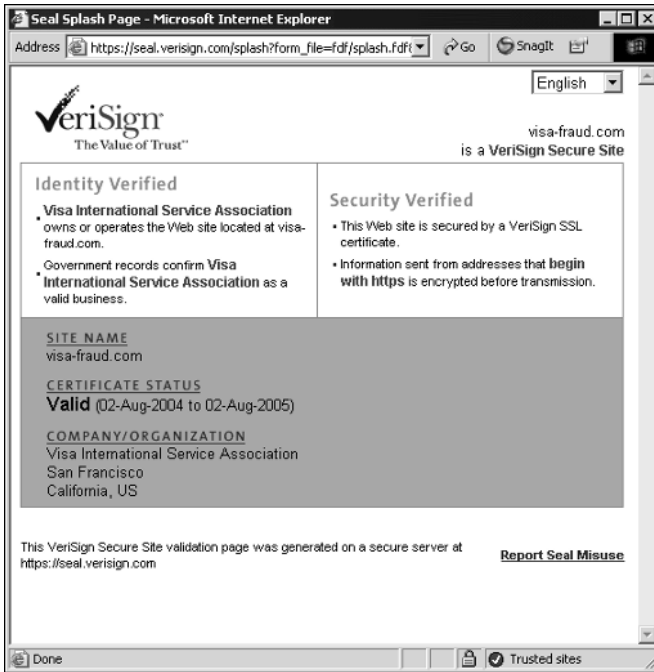 Seal Splash Page - Microsoft Internet Explorer
Address https://seal.verisign.com/splash?form_file=fdf/splash.fdf& Go SnagIt
English
VeriSign
The Value of Trust™
visa-fraud.com
is a VeriSign Secure Site
Identity Verified
• Visa International Service Association
owns or operates the Web site located at visa-
fraud.com.
• Government records confirm Visa
International Service Association as a
valid business.
Security Verified
• This Web site is secured by a VeriSign SSL
certificate.
• Information sent from addresses that begin
with https is encrypted before transmission.
SITE NAME
visa-fraud.com
CERTIFICATE STATUS
Valid (02-Aug-2004 to 02-Aug-2005)
COMPANY/ORGANIZATION
Visa International Service Association
San Francisco
California, US
This VeriSign Secure Site validation page was generated on a secure server at
https://seal.verisign.com
Report Seal Misuse
Done
Trusted sites